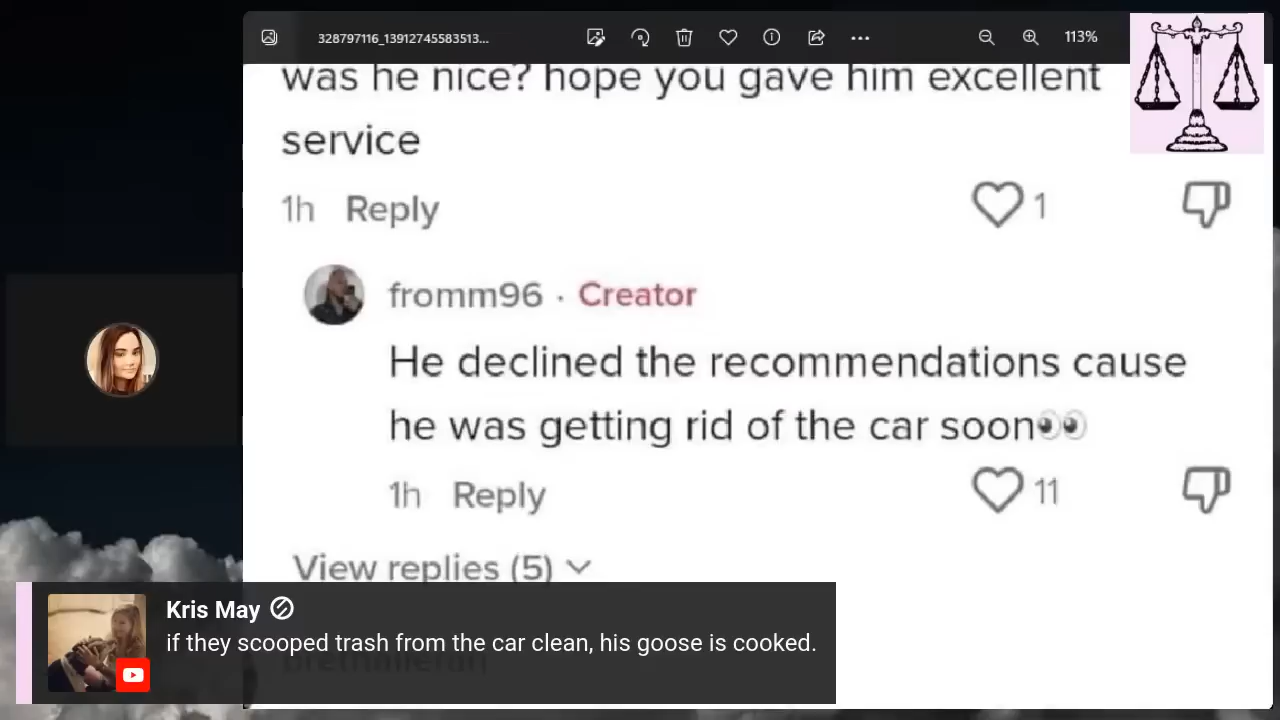 328797116_13912745583513...
113%
was he nice? hope you gave him excellent
service
1h Reply
1
fromm96 · Creator
He declined the recommendations cause
he was getting rid of the car soon👀
1h Reply
11
View replies (5)
Kris May
if they scooped trash from the car clean, his goose is cooked.